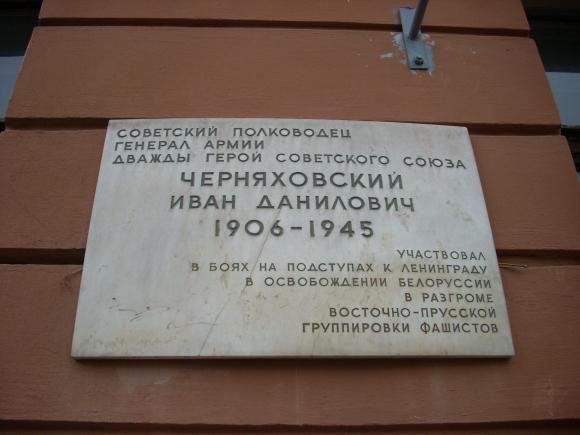 СОВЕТСКИЙ ПОЛКОВОДЕЦ
ГЕНЕРАЛ АРМИИ
ДВАЖДЫ ГЕРОЙ СОВЕТСКОГО СОЮЗА
ЧЕРНЯХОВСКИЙ
ИВАН ДАНИЛОВИЧ
1906-1945
УЧАСТВОВАЛ
В БОЯХ НА ПОДСТУПАХ К ЛЕНИНГРАДУ
В ОСВОБОЖДЕНИИ БЕЛОРУССИИ
В РАЗГРОМЕ
ВОСТОЧНО-ПРУССКОЙ
ГРУППИРОВКИ ФАШИСТОВ